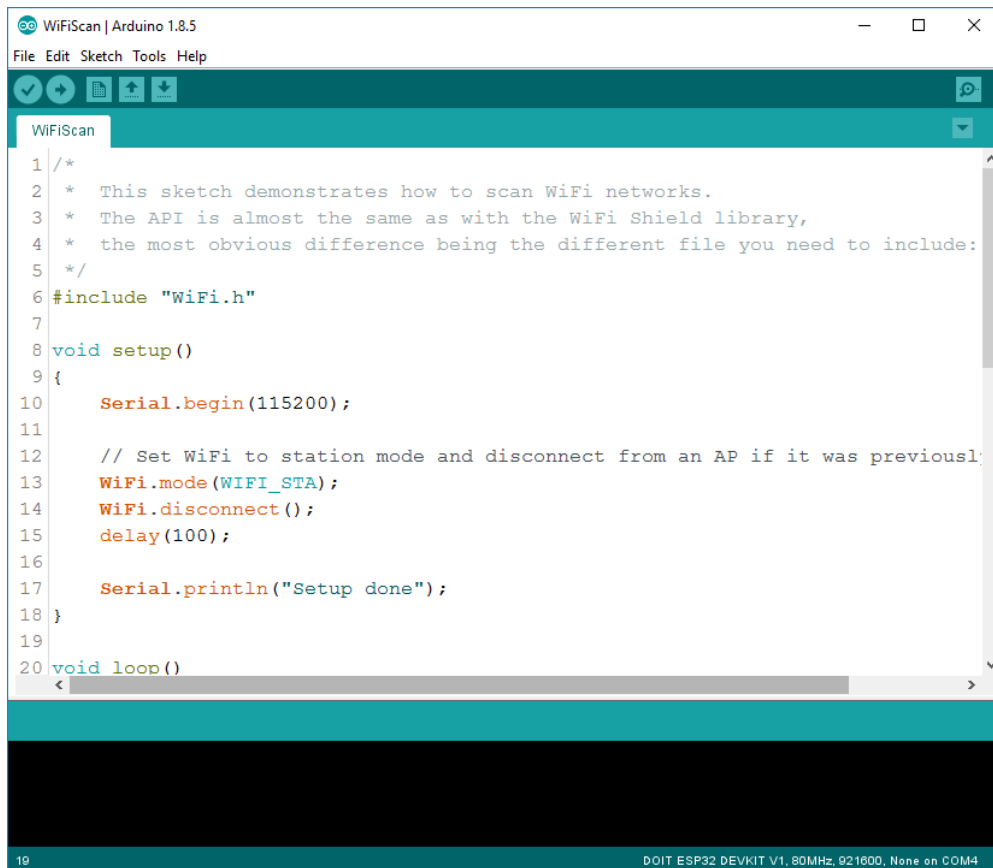 WiFiScan | Arduino 1.8.5
File Edit Sketch Tools Help
WiFiScan
1 /*
2  *  This sketch demonstrates how to scan WiFi networks.
3  *  The API is almost the same as with the WiFi Shield library,
4  *  the most obvious difference being the different file you need to include:
5  */
6 #include "WiFi.h"
7
8 void setup()
9 {
10     Serial.begin(115200);
11
12     // Set WiFi to station mode and disconnect from an AP if it was previousl
13     WiFi.mode(WIFI_STA);
14     WiFi.disconnect();
15     delay(100);
16
17     Serial.println("Setup done");
18 }
19
20 void loop()
19
DOIT ESP32 DEVKIT V1, 80MHz, 921600, None on COM4